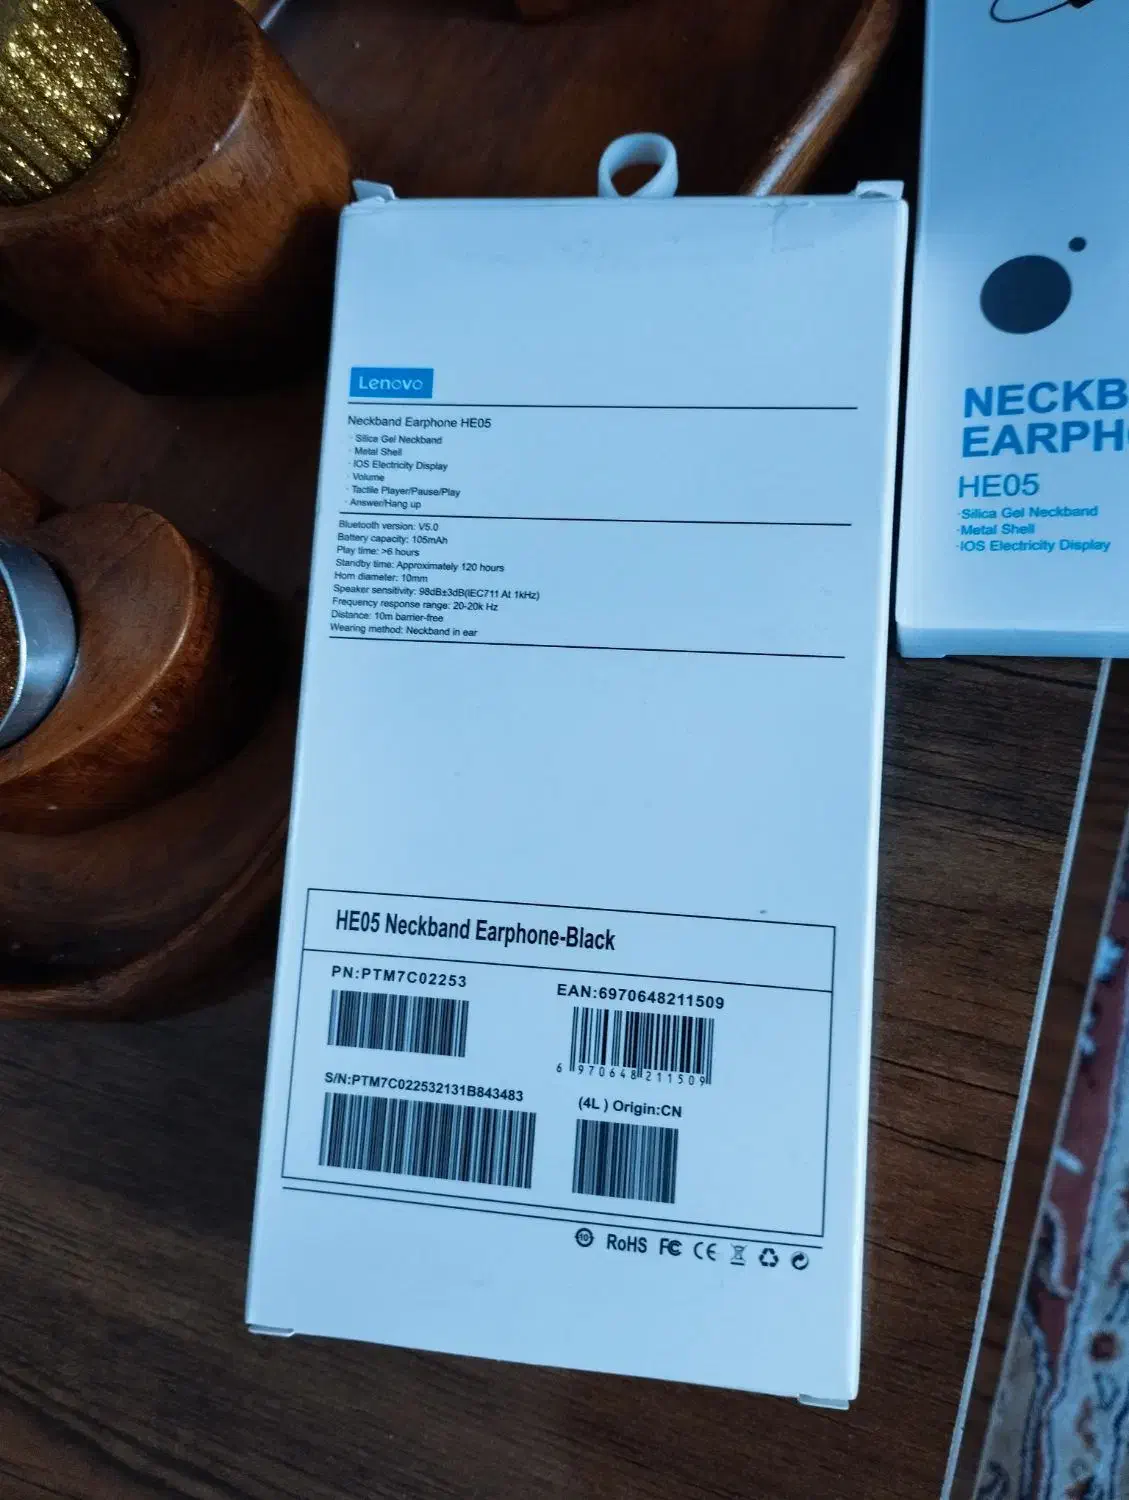 Lenovo
Neckband Earphone HE05
· Silica Gel Neckband
· Metal Shell
· IOS Electricity Display
· Volume
· Tactile Player/Pause/Play
· Answer/Hang up
Bluetooth version: V5.0
Battery capacity: 105mAh
Play time: >6 hours
Standby time: Approximately 120 hours
Horn diameter: 10mm
Speaker sensitivity: 98dB±3dB(IEC711 At 1kHz)
Frequency response range: 20-20k Hz
Distance: 10m barrier-free
Wearing method: Neckband in ear
HE05 Neckband Earphone-Black
PN:PTM7C02253
EAN:6970648211509
6 970648 211509
S/N:PTM7C022532131B843483
(4L ) Origin:CN
10 RoHS FC CE
NECKB
EARPH
HE05
·Silica Gel Neckband
·Metal Shell
·IOS Electricity Display